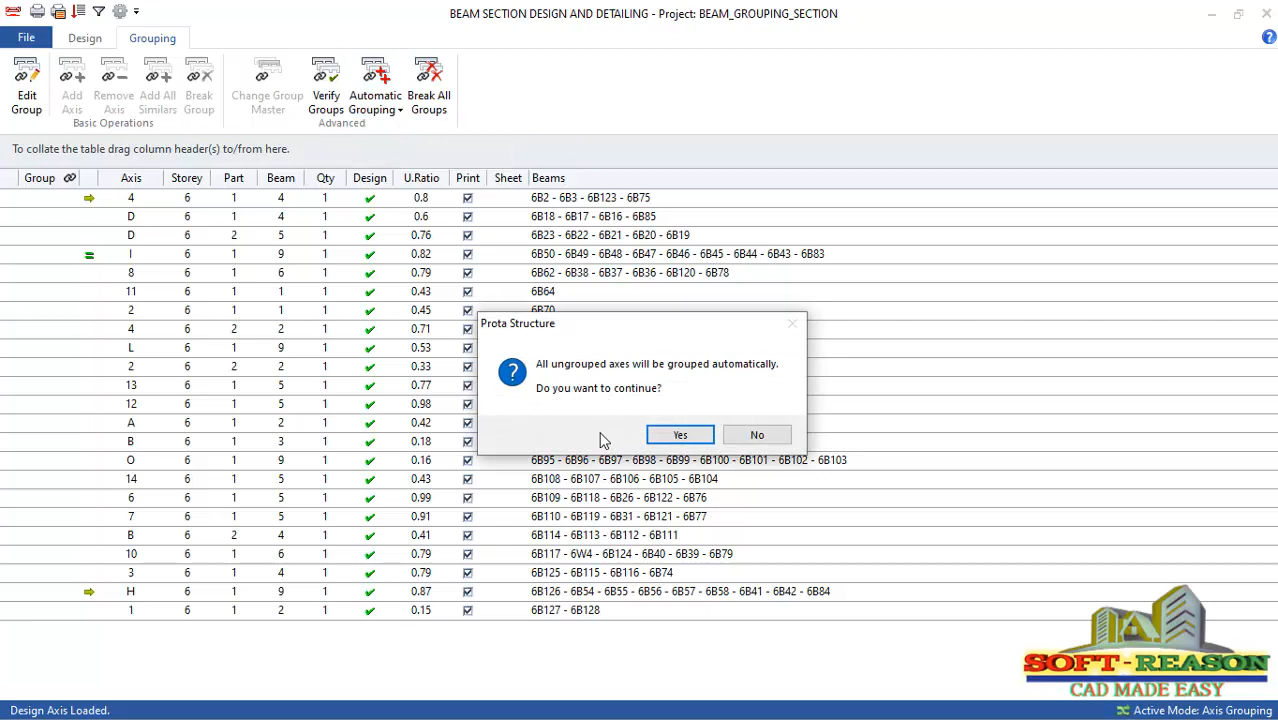 BEAM SECTION DESIGN AND DETAILING - Project: BEAM_GROUPING_SECTION
File Design Grouping
Edit Group
Add Axis
Remove Axis
Add All Similars
Break Group
Change Group Master
Verify Groups
Automatic Grouping
Break All Groups
Basic Operations Advanced
To collate the table drag column header(s) to/from here.
Group Axis Storey Part Beam Qty Design U.Ratio Print Sheet Beams
4 6 1 4 1 0.8 6B2 - 6B3 - 6B123 - 6B75
D 6 1 4 1 0.6 6B18 - 6B17 - 6B16 - 6B85
D 6 2 5 1 0.76 6B23 - 6B22 - 6B21 - 6B20 - 6B19
I 6 1 9 1 0.82 6B50 - 6B49 - 6B48 - 6B47 - 6B46 - 6B45 - 6B44 - 6B43 - 6B83
8 6 1 6 1 0.79 6B62 - 6B38 - 6B37 - 6B36 - 6B120 - 6B78
11 6 1 1 1 0.43 6B64
2 6 1 1 1 0.45 6B70
4 6 2 2 1 0.71
L 6 1 9 1 0.53
2 6 2 2 1 0.33
13 6 1 5 1 0.77
12 6 1 5 1 0.98
A 6 1 2 1 0.42
B 6 1 3 1 0.18
O 6 1 9 1 0.16 6B95 - 6B96 - 6B97 - 6B98 - 6B99 - 6B100 - 6B101 - 6B102 - 6B103
14 6 1 5 1 0.43 6B108 - 6B107 - 6B106 - 6B105 - 6B104
6 6 1 5 1 0.99 6B109 - 6B118 - 6B26 - 6B122 - 6B76
7 6 1 5 1 0.91 6B110 - 6B119 - 6B31 - 6B121 - 6B77
B 6 2 4 1 0.41 6B114 - 6B113 - 6B112 - 6B111
10 6 1 6 1 0.79 6B117 - 6W4 - 6B124 - 6B40 - 6B39 - 6B79
3 6 1 4 1 0.79 6B125 - 6B115 - 6B116 - 6B74
H 6 1 9 1 0.87 6B126 - 6B54 - 6B55 - 6B56 - 6B57 - 6B58 - 6B41 - 6B42 - 6B84
1 6 1 2 1 0.15 6B127 - 6B128
Prota Structure
All ungrouped axes will be grouped automatically.
Do you want to continue?
Yes No
SOFT-REASON
CAD MADE EASY
Design Axis Loaded. Active Mode: Axis Grouping